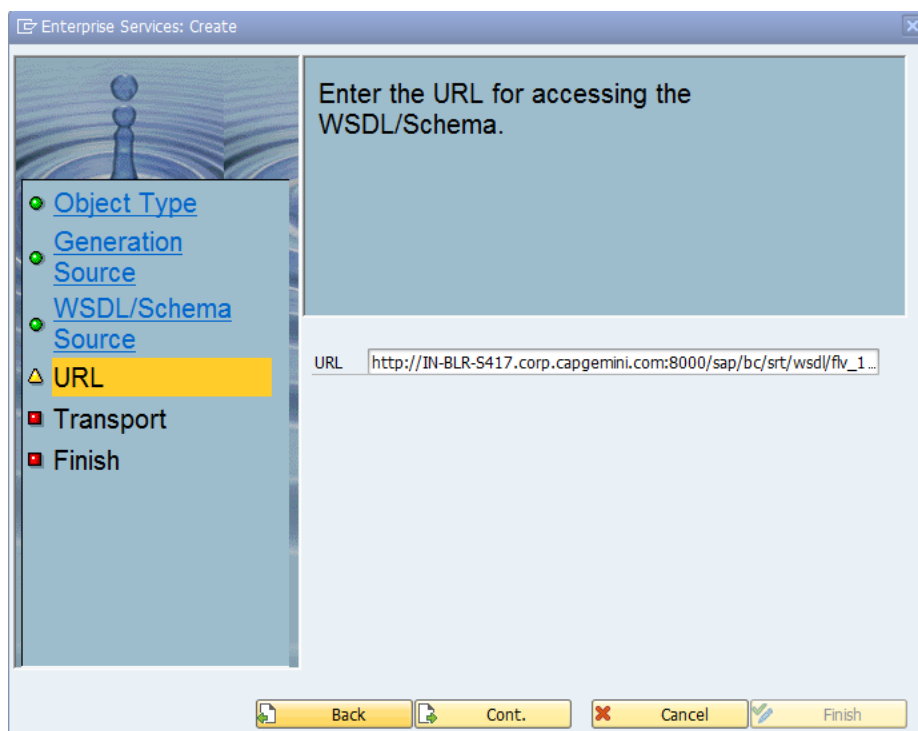 Enterprise Services: Create
Enter the URL for accessing the
WSDL/Schema.
Object Type
Generation
Source
WSDL/Schema
Source
URL
Transport
Finish
URL http://IN-BLR-S417.corp.capgemini.com:8000/sap/bc/srt/wsdl/flv_1...
Back Cont. Cancel Finish